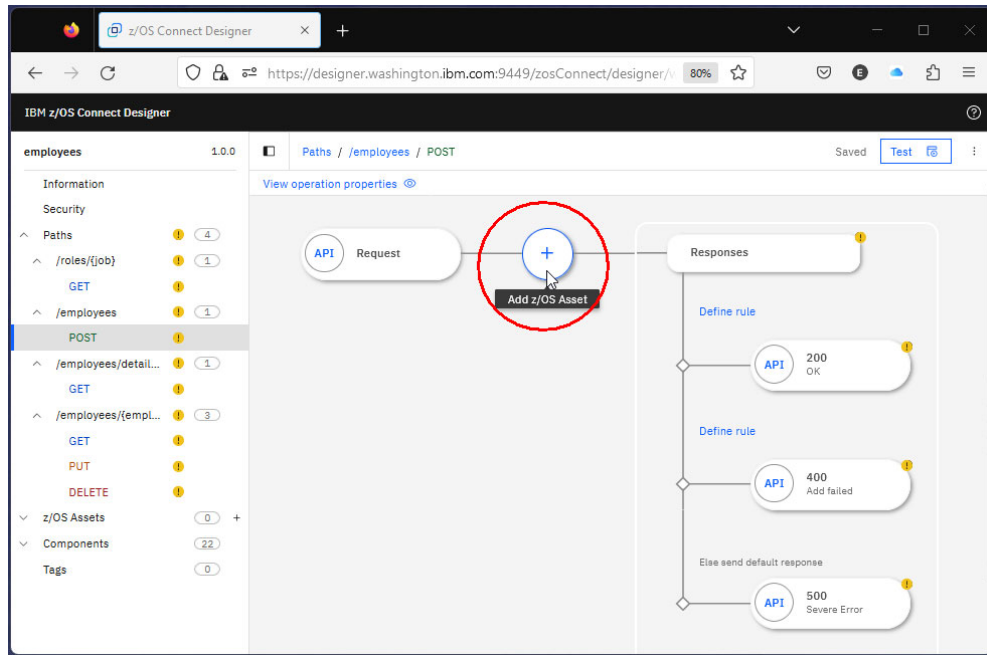 z/OS Connect Designer
https://designer.washington.ibm.com:9449/zosConnect/designer/
80%
E
IBM z/OS Connect Designer
employees 1.0.0
Paths / /employees / POST
Saved
Test
View operation properties
Information
Security
Paths 4
/roles/{job} 1
GET
/employees 1
POST
/employees/detail... 1
GET
/employees/{empl... 3
GET
PUT
DELETE
z/OS Assets 0 +
Components 22
Tags 0
API Request
+
Add z/OS Asset
Responses
Define rule
API 200
OK
Define rule
API 400
Add failed
Else send default response
API 500
Severe Error